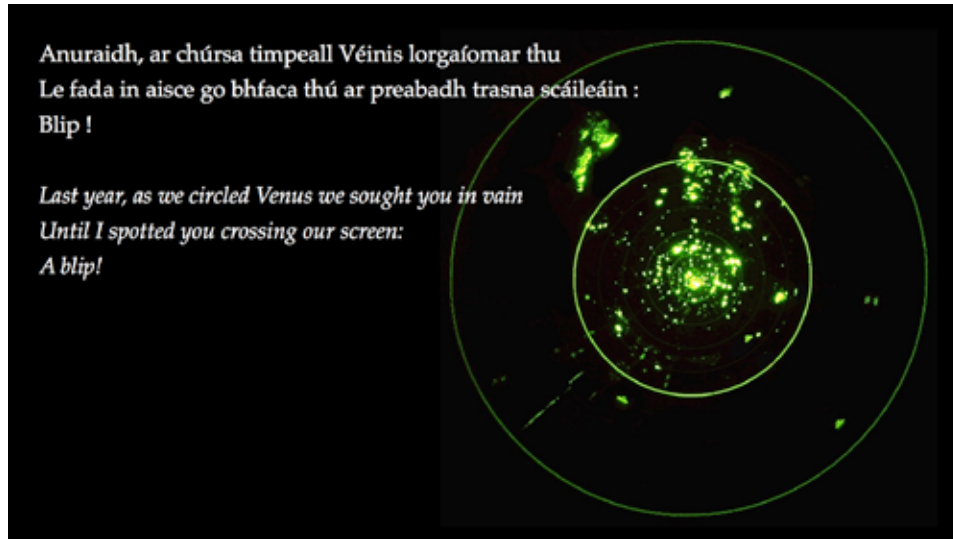 Anuraidh, ar chúrsa timpeall Véinis lorgaíomar thu
Le fada in aisce go bhfaca thú ar preabadh trasna scáileáin :
Blip !
Last year, as we circled Venus we sought you in vain
Until I spotted you crossing our screen:
A blip!